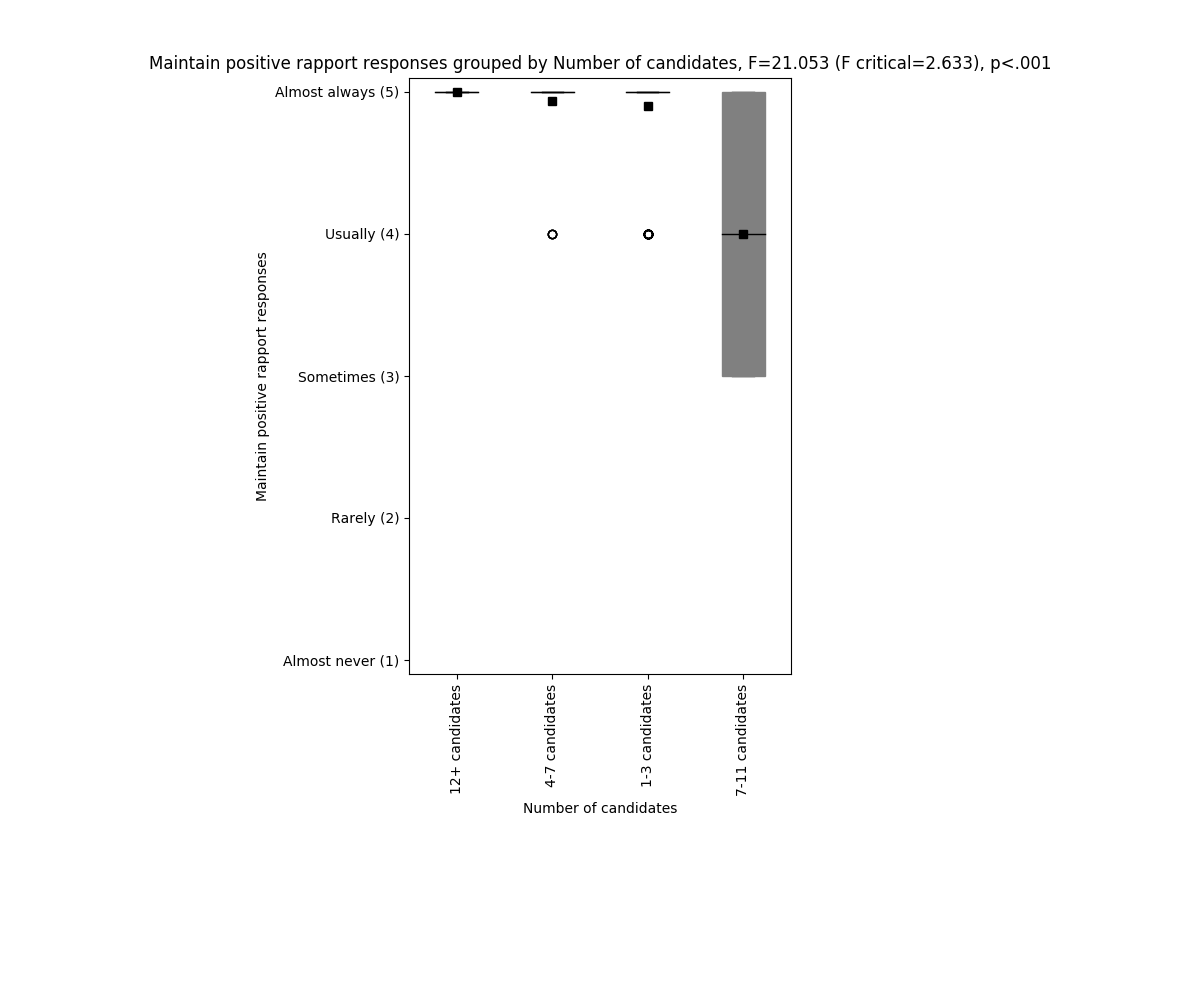 Maintain positive rapport responses grouped by Number of candidates, F=21.053 (F critical=2.633), p<.001
Almost always (5)
Usually (4)
Sometimes (3)
Rarely (2)
Almost never (1)
Maintain positive rapport responses
12+ candidates
4-7 candidates
1-3 candidates
7-11 candidates
Number of candidates